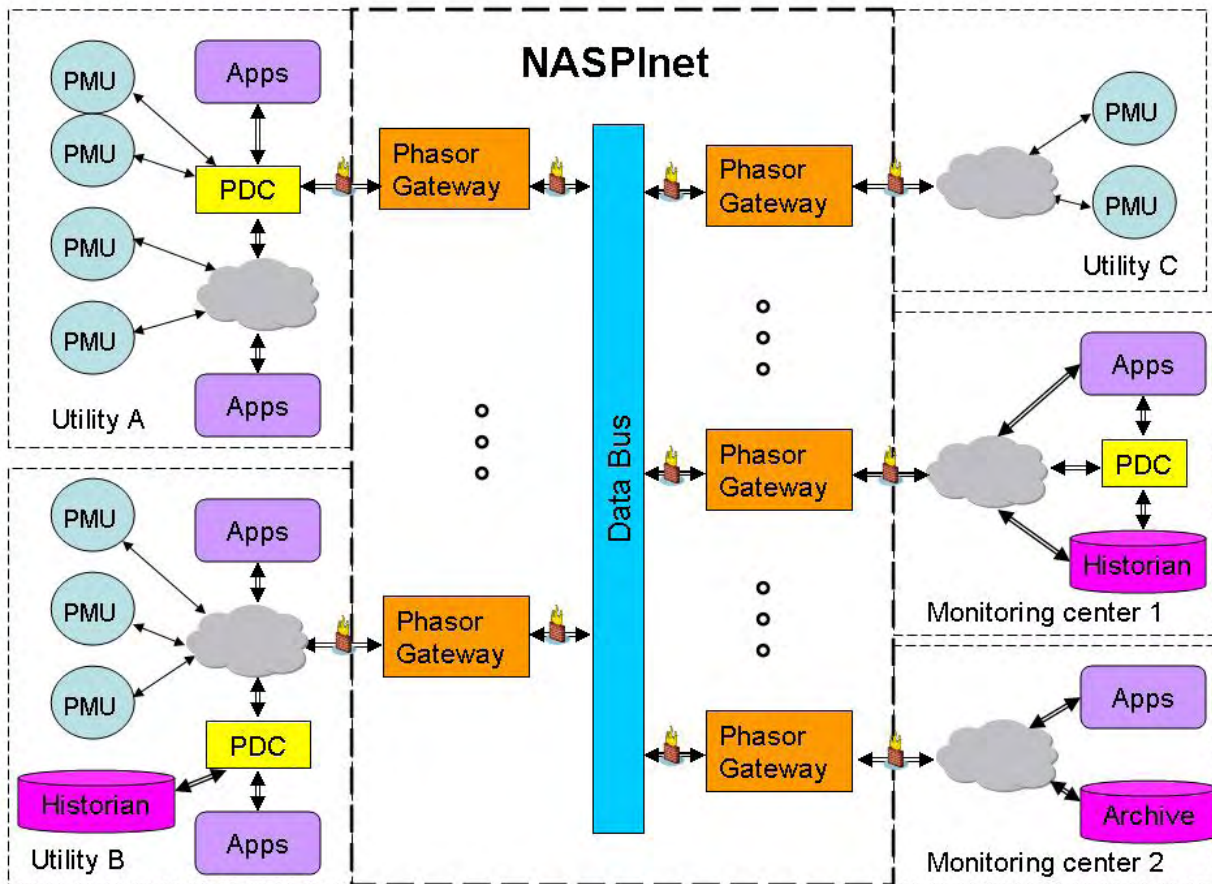 NASPInet
PMU
Apps
PMU
PDC
PMU
PMU
Apps
Utility A
Phasor
Gateway
PMU
Apps
PMU
PMU
PDC
Historian
Apps
Utility B
Phasor
Gateway
Data Bus
Phasor
Gateway
PMU
PMU
Utility C
Phasor
Gateway
Apps
PDC
Historian
Monitoring center 1
Phasor
Gateway
Apps
Archive
Monitoring center 2